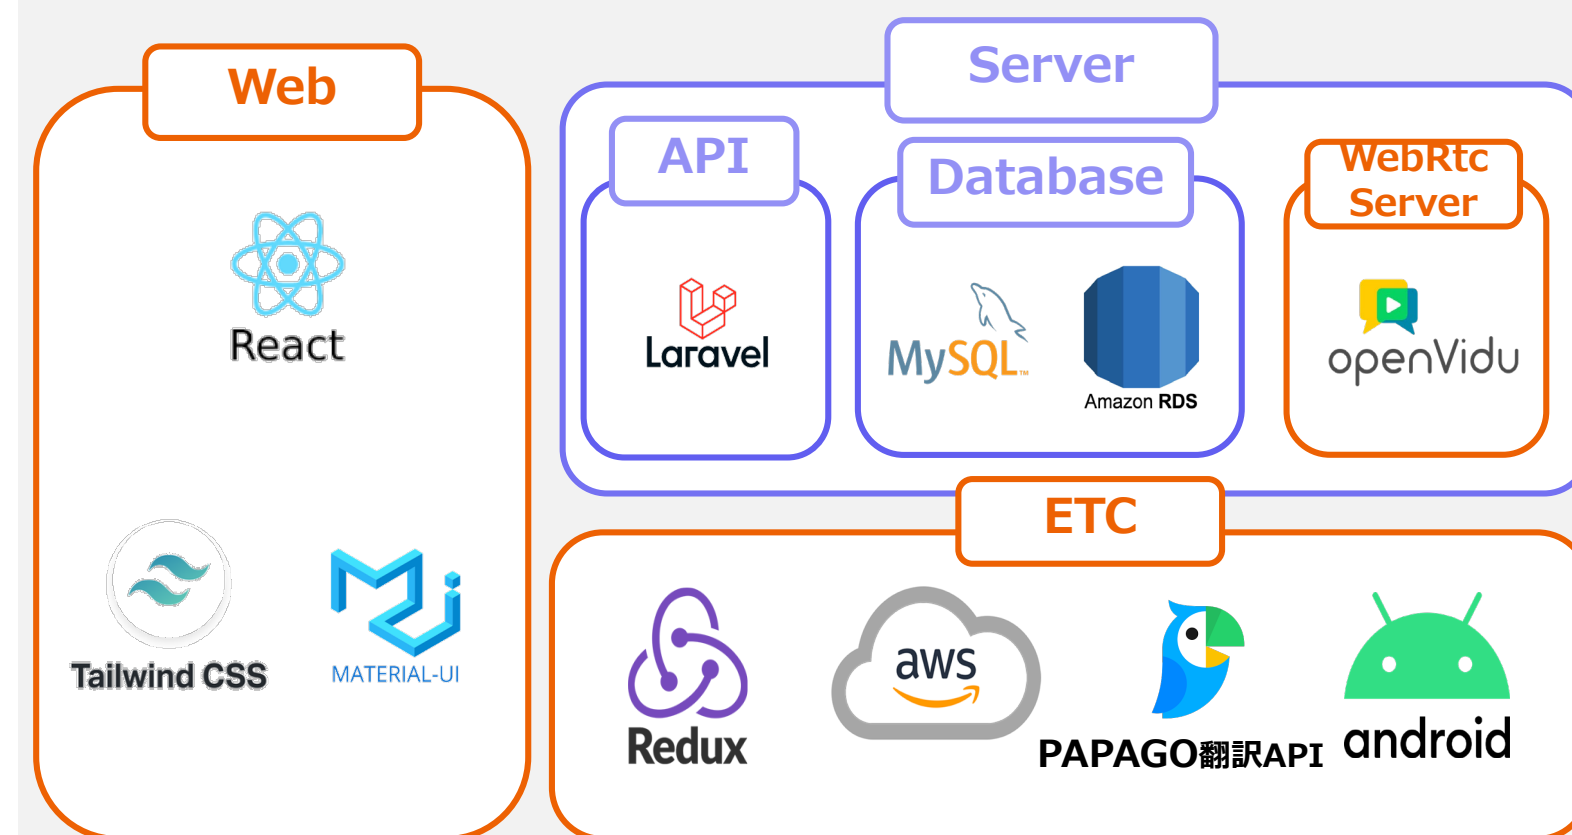 Web
React
Tailwind CSS
MATERIAL-UI
Server
API
Laravel
Database
MySQL™
Amazon RDS
WebRtc
Server
openVidu
ETC
Redux
aws
PAPAGO翻訳API
android